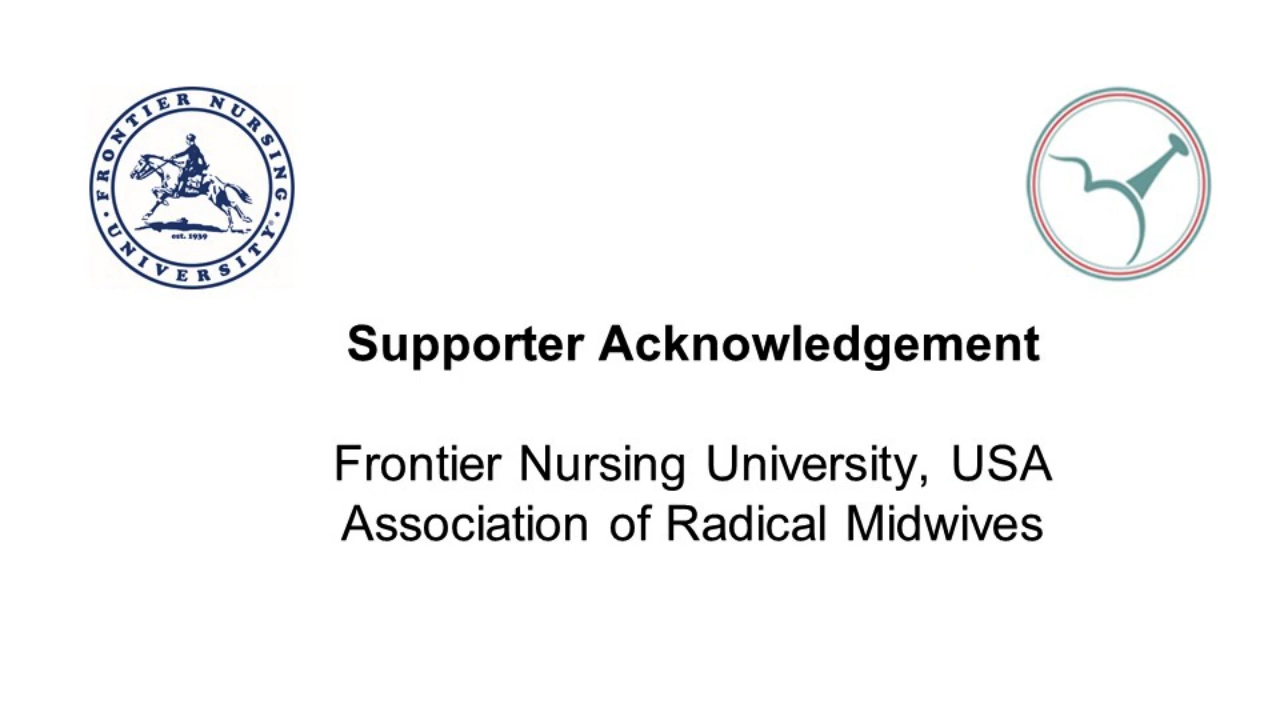 FRONTIER NURSING
UNIVERSITY
est. 1939
Supporter Acknowledgement
Frontier Nursing University, USA
Association of Radical Midwives